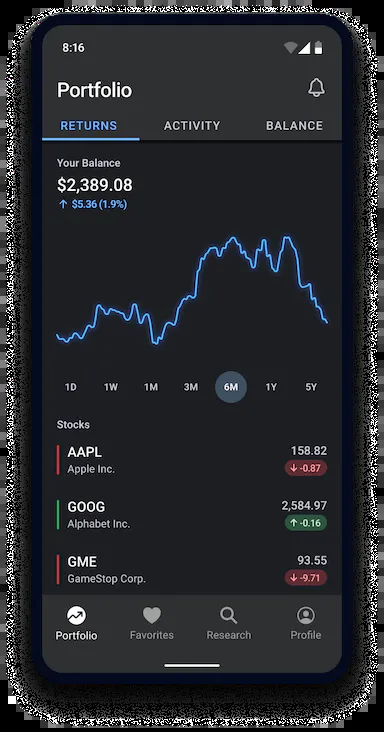 8:16
Portfolio
RETURNS ACTIVITY BALANCE
Your Balance
$2,389.08
↑ $5.36 (1.9%)
1D 1W 1M 3M 6M 1Y 5Y
Stocks
AAPL 158.82
Apple Inc. ↓ -0.87
GOOG 2,584.97
Alphabet Inc. ↑ -0.16
GME 93.55
GameStop Corp. ↓ -9.71
Portfolio Favorites Research Profile